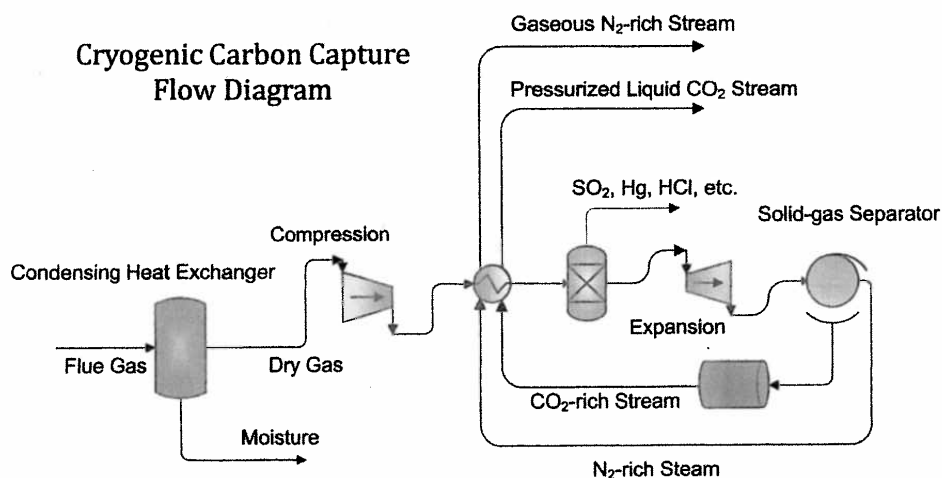 Cryogenic Carbon Capture
Flow Diagram
Gaseous N₂-rich Stream
Pressurized Liquid CO₂ Stream
SO₂, Hg, HCl, etc.
Solid-gas Separator
Compression
Condensing Heat Exchanger
Expansion
Flue Gas
Dry Gas
CO₂-rich Stream
Moisture
N₂-rich Steam